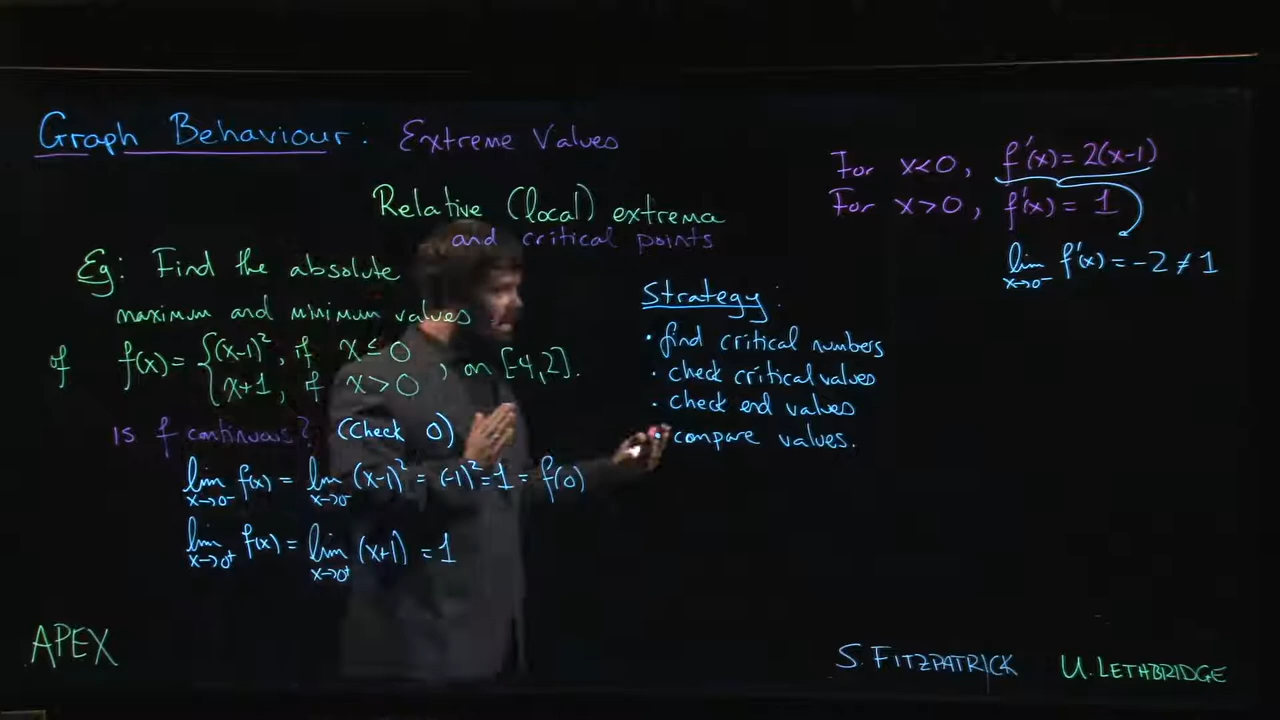 Graph Behaviour: Extreme Values
Relative (local) extrema
and critical points
Eg: Find the absolute
maximum and minimum values
of f(x) = { (x-1)², if x ≤ 0
x+1, if x > 0 , on [-4,2].
Is f continuous? (Check 0)
lim x→0⁻ f(x) = lim x→0⁻ (x-1)² = (-1)² = 1 = f(0)
lim x→0⁺ f(x) = lim x→0⁺ (x+1) = 1
Strategy:
• find critical numbers
• check critical values
• check end values
• compare values.
For x<0, f'(x) = 2(x-1)
For x>0, f'(x) = 1
lim x→0⁻ f'(x) = -2 ≠ 1
APEX
S. FITZPATRICK U. LETHBRIDGE